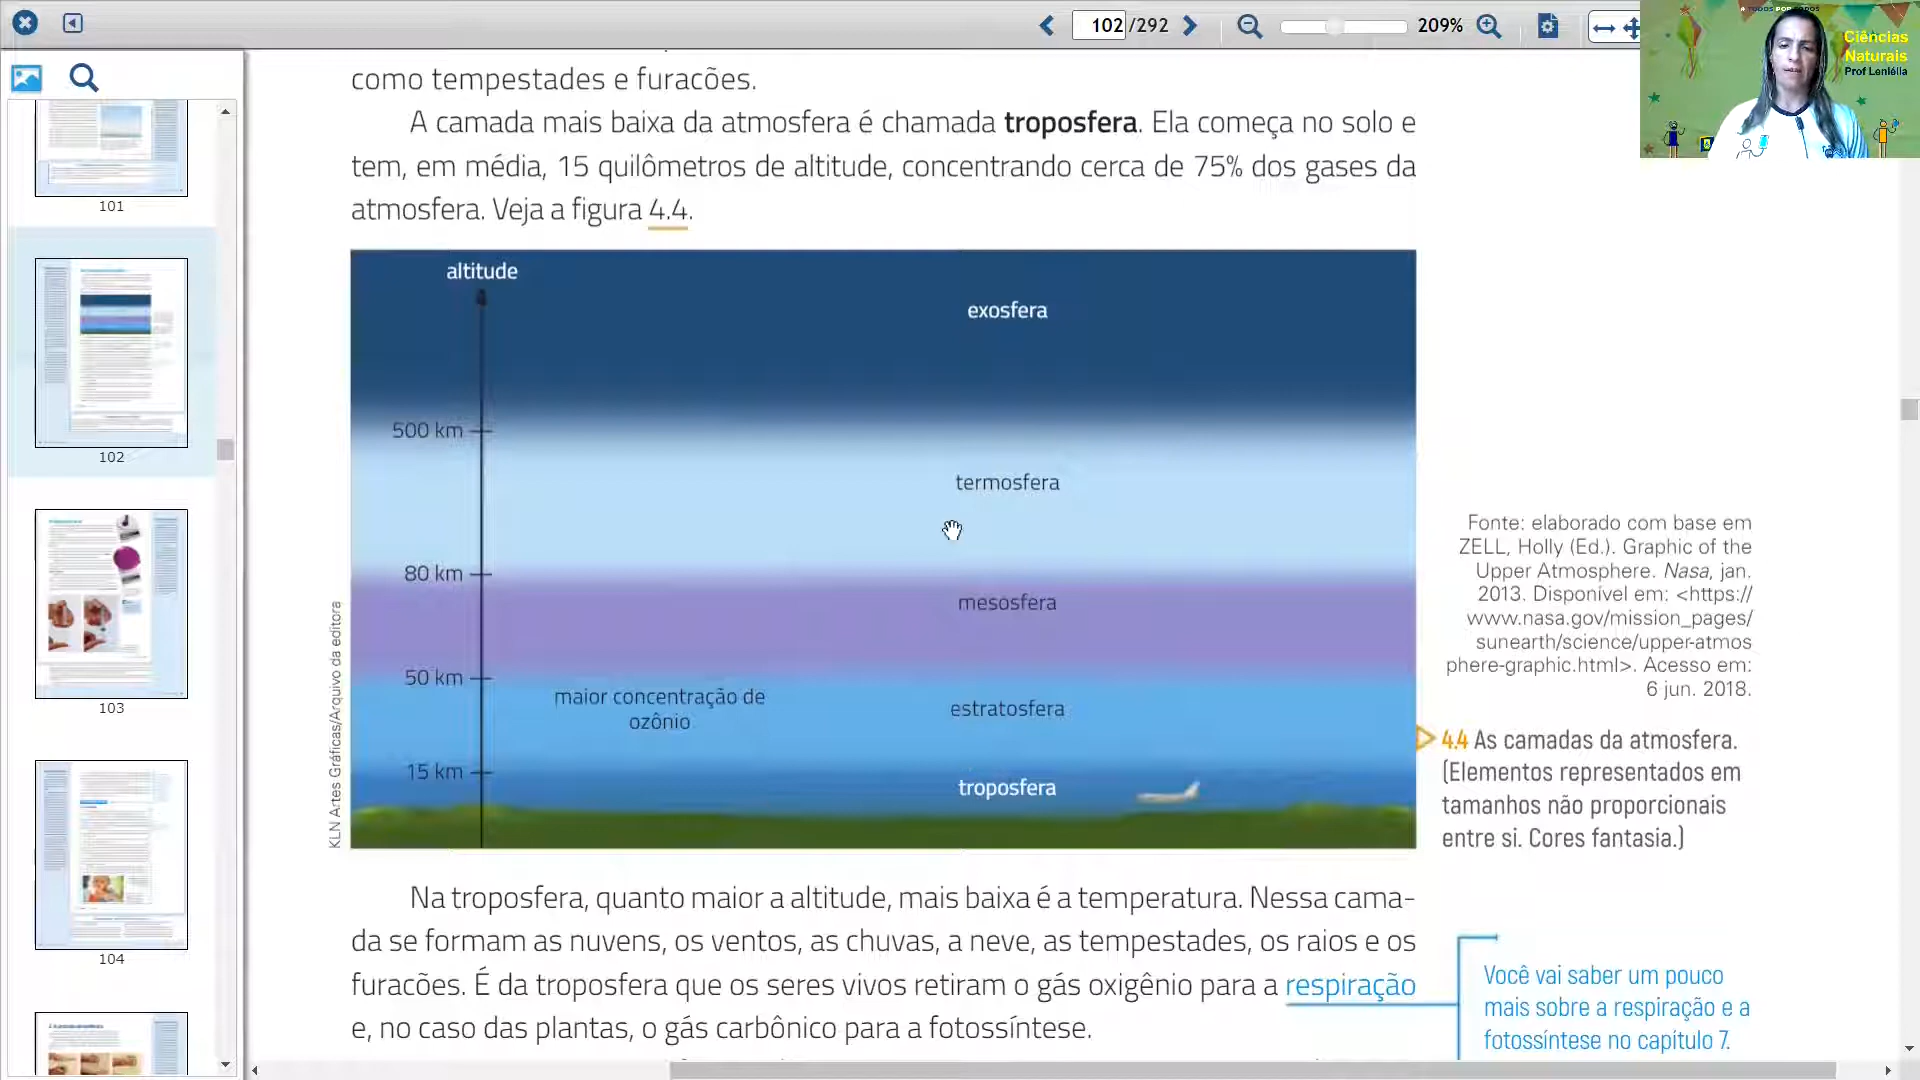 102 /292
209%
TODOS POR TODOS
Ciências
Naturais
Prof Leniélia
101
102
103
104
como tempestades e furacões.
A camada mais baixa da atmosfera é chamada troposfera. Ela começa no solo e
tem, em média, 15 quilômetros de altitude, concentrando cerca de 75% dos gases da
atmosfera. Veja a figura 4.4.
altitude
exosfera
500 km
termosfera
80 km
mesosfera
50 km
maior concentração de
ozônio
estratosfera
15 km
troposfera
KLN Artes Gráficas/Arquivo da editora
Fonte: elaborado com base em
ZELL, Holly (Ed.). Graphic of the
Upper Atmosphere. Nasa, jan.
2013. Disponível em: <https://
www.nasa.gov/mission_pages/
sunearth/science/upper-atmos
phere-graphic.html>. Acesso em:
6 jun. 2018.
4.4 As camadas da atmosfera.
(Elementos representados em
tamanhos não proporcionais
entre si. Cores fantasia.)
Na troposfera, quanto maior a altitude, mais baixa é a temperatura. Nessa cama-
da se formam as nuvens, os ventos, as chuvas, a neve, as tempestades, os raios e os
furacões. É da troposfera que os seres vivos retiram o gás oxigênio para a respiração
e, no caso das plantas, o gás carbônico para a fotossíntese.
Você vai saber um pouco
mais sobre a respiração e a
fotossíntese no capítulo 7.